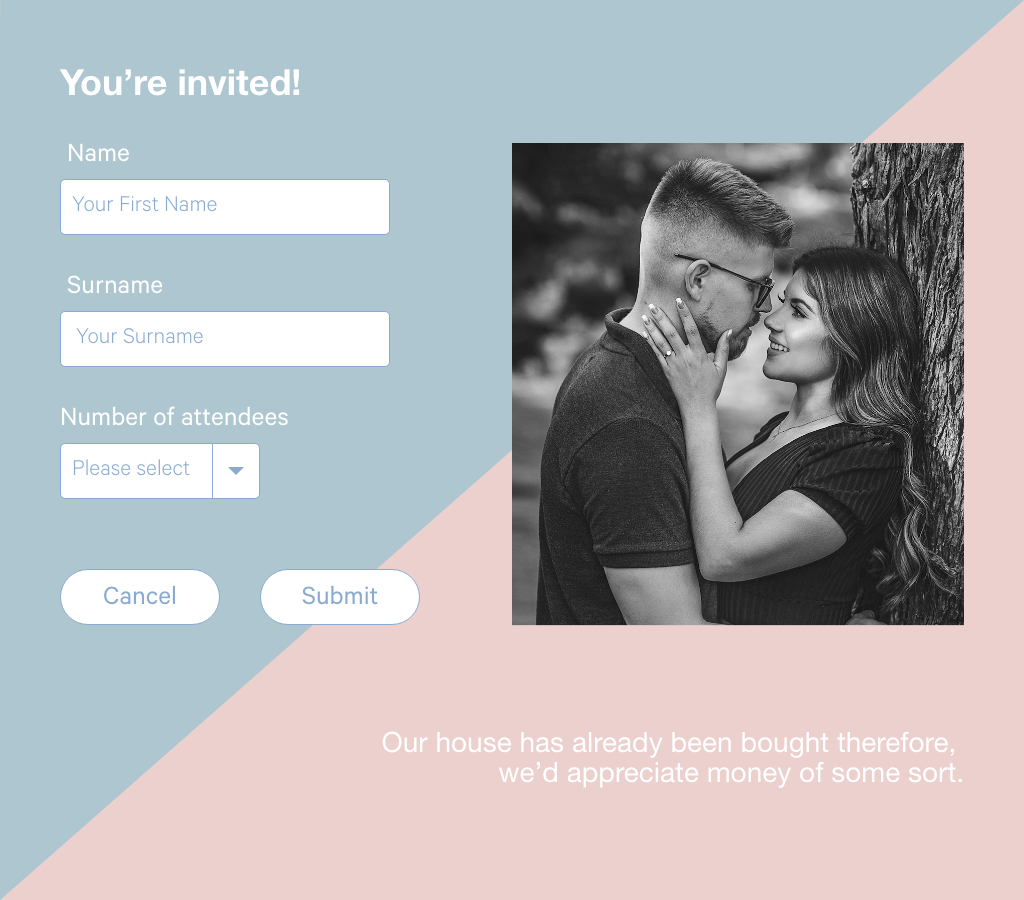 You’re invited!
Name
Your First Name
Surname
Your Surname
Number of attendees
Please select
Cancel
Submit
Our house has already been bought therefore,
we’d appreciate money of some sort.